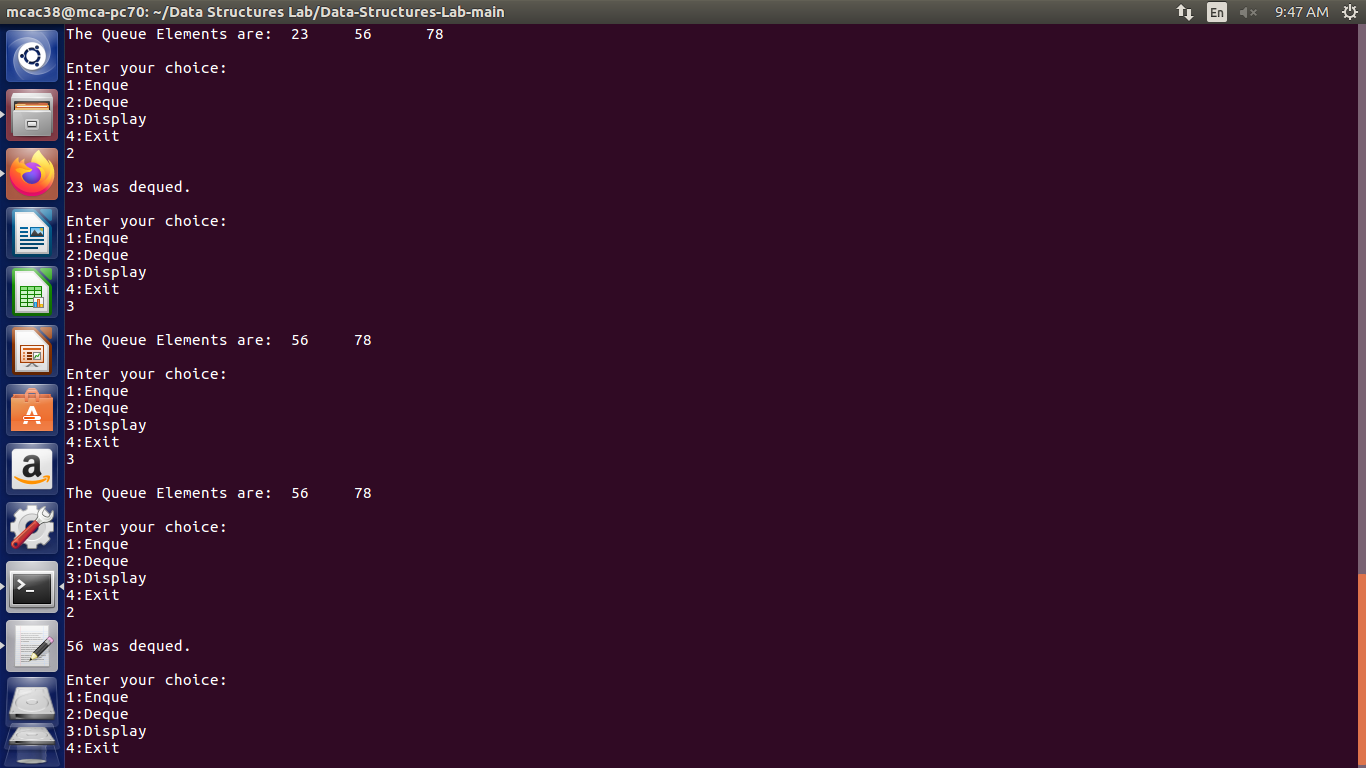 mcac38@mca-pc70: ~/Data Structures Lab/Data-Structures-Lab-main En 9:47 AM
The Queue Elements are: 23 56 78
Enter your choice:
1:Enque
2:Deque
3:Display
4:Exit
2
23 was dequed.
Enter your choice:
1:Enque
2:Deque
3:Display
4:Exit
3
The Queue Elements are: 56 78
Enter your choice:
1:Enque
2:Deque
3:Display
4:Exit
3
The Queue Elements are: 56 78
Enter your choice:
1:Enque
2:Deque
3:Display
4:Exit
2
56 was dequed.
Enter your choice:
1:Enque
2:Deque
3:Display
4:Exit